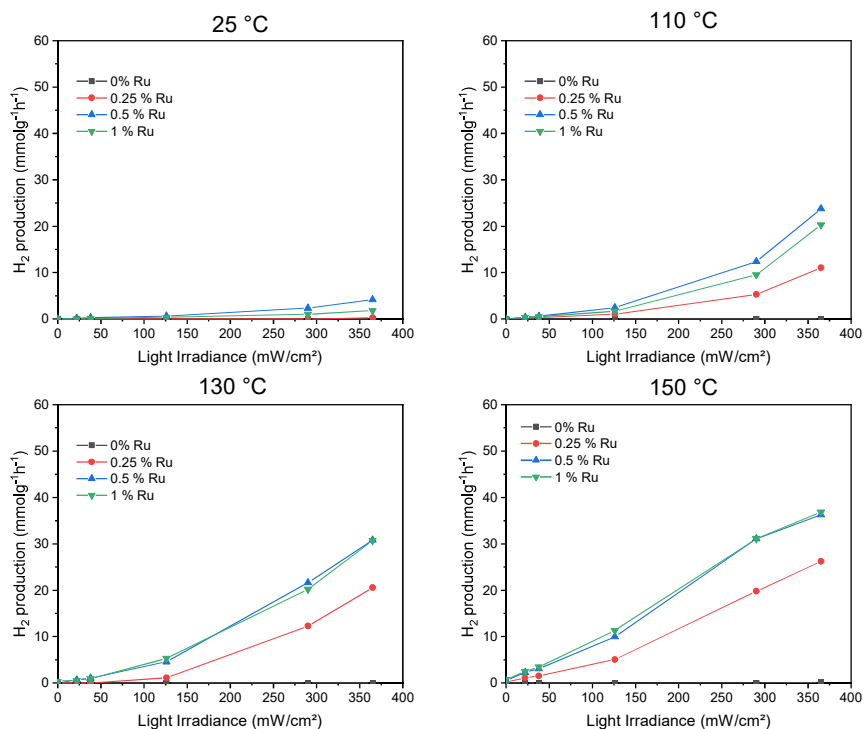 25 °C
60
50
40
30
20
10
0
H₂ production (mmolg⁻¹h⁻¹)
0% Ru
0.25 % Ru
0.5 % Ru
1 % Ru
0 50 100 150 200 250 300 350 400
Light Irradiance (mW/cm²)
110 °C
60
50
40
30
20
10
0
H₂ production (mmolg⁻¹h⁻¹)
0% Ru
0.25 % Ru
0.5 % Ru
1 % Ru
0 50 100 150 200 250 300 350 400
Light Irradiance (mW/cm²)
130 °C
60
50
40
30
20
10
0
H₂ production (mmolg⁻¹h⁻¹)
0% Ru
0.25 % Ru
0.5 % Ru
1 % Ru
0 50 100 150 200 250 300 350 400
Light Irradiance (mW/cm²)
150 °C
60
50
40
30
20
10
0
H₂ production (mmolg⁻¹h⁻¹)
0% Ru
0.25 % Ru
0.5 % Ru
1 % Ru
0 50 100 150 200 250 300 350 400
Light Irradiance (mW/cm²)